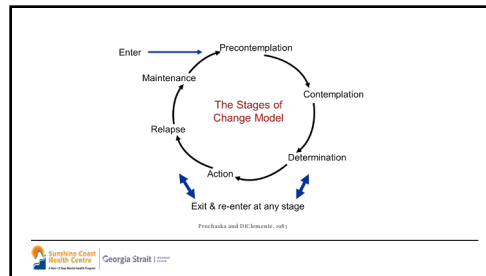 Enter
Precontemplation
Maintenance
Contemplation
The Stages of
Change Model
Relapse
Determination
Action
Exit & re-enter at any stage
Prochaska and DiClemente, 1983
Sunshine Coast
Health Centre
Georgia Strait